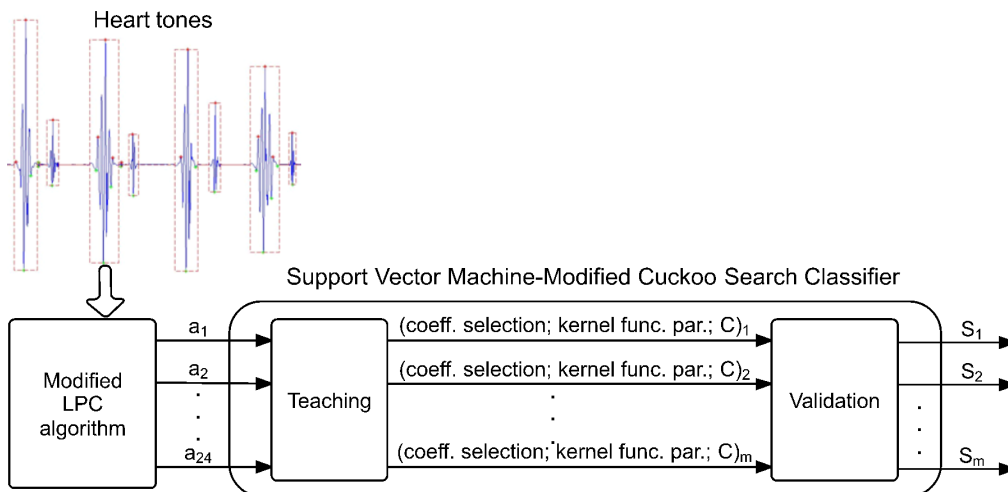 Heart tones
Support Vector Machine-Modified Cuckoo Search Classifier
Modified
LPC
algorithm
a1
a2
a24
Teaching
(coeff. selection; kernel func. par.; C)1
(coeff. selection; kernel func. par.; C)2
(coeff. selection; kernel func. par.; C)m
Validation
S1
S2
Sm